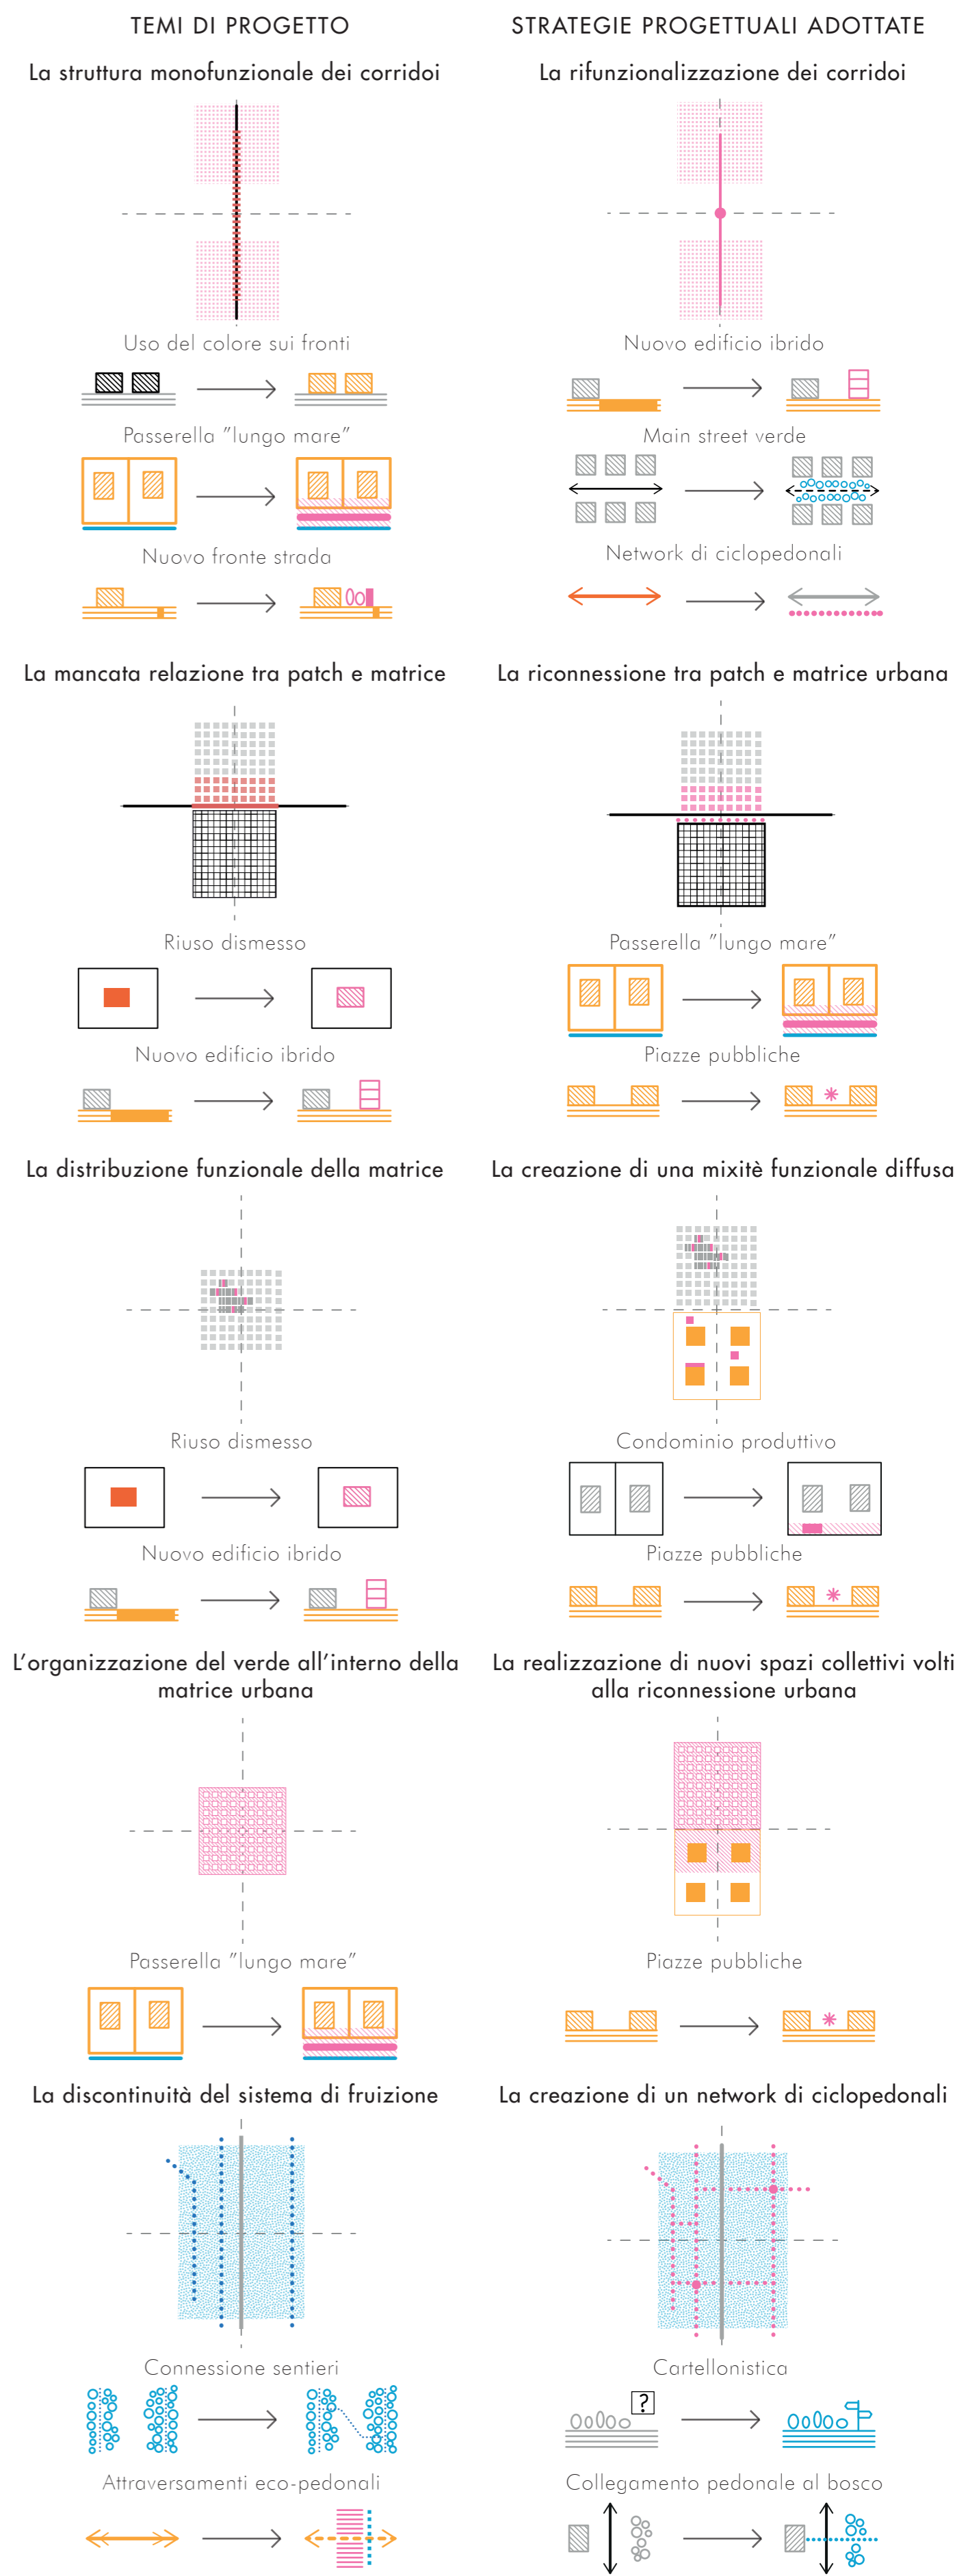 TEMI DI PROGETTO
STRATEGIE PROGETTUALI ADOTTATE
La struttura monofunzionale dei corridoi
La rifunzionalizzazione dei corridoi
Uso del colore sui fronti
Nuovo edificio ibrido
Passerella "lungo mare"
Main street verde
Nuovo fronte strada
Network di ciclopedonali
La mancata relazione tra patch e matrice
La riconnessione tra patch e matrice urbana
Riuso dismesso
Passerella "lungo mare"
Nuovo edificio ibrido
Piazze pubbliche
La distribuzione funzionale della matrice
La creazione di una mixitè funzionale diffusa
Riuso dismesso
Condominio produttivo
Nuovo edificio ibrido
Piazze pubbliche
L'organizzazione del verde all'interno della
matrice urbana
La realizzazione di nuovi spazi collettivi volti
alla riconnessione urbana
Passerella "lungo mare"
Piazze pubbliche
La discontinuità del sistema di fruizione
La creazione di un network di ciclopedonali
Connessione sentieri
Cartellonistica
?
Attraversamenti eco-pedonali
Collegamento pedonale al bosco